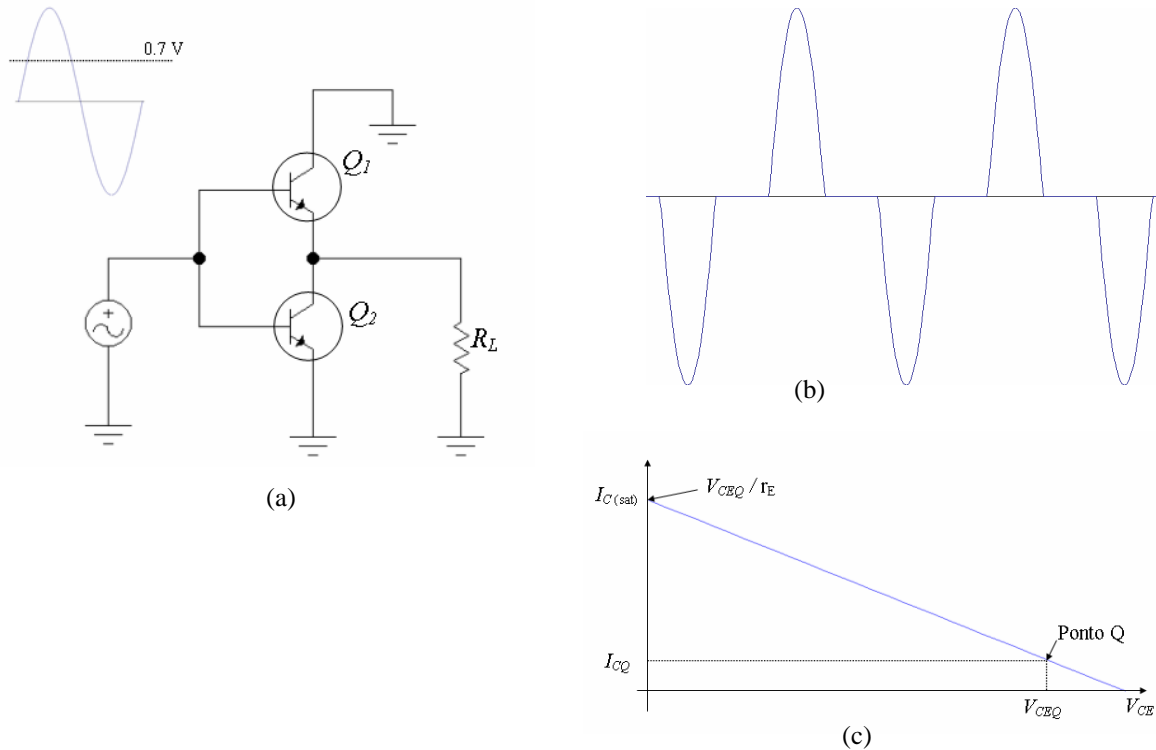 0.7 V
Q1
Q2
RL
(a)
(b)
IC (sat)
VCEQ / rE
Ponto Q
ICQ
VCEQ
VCE
(c)